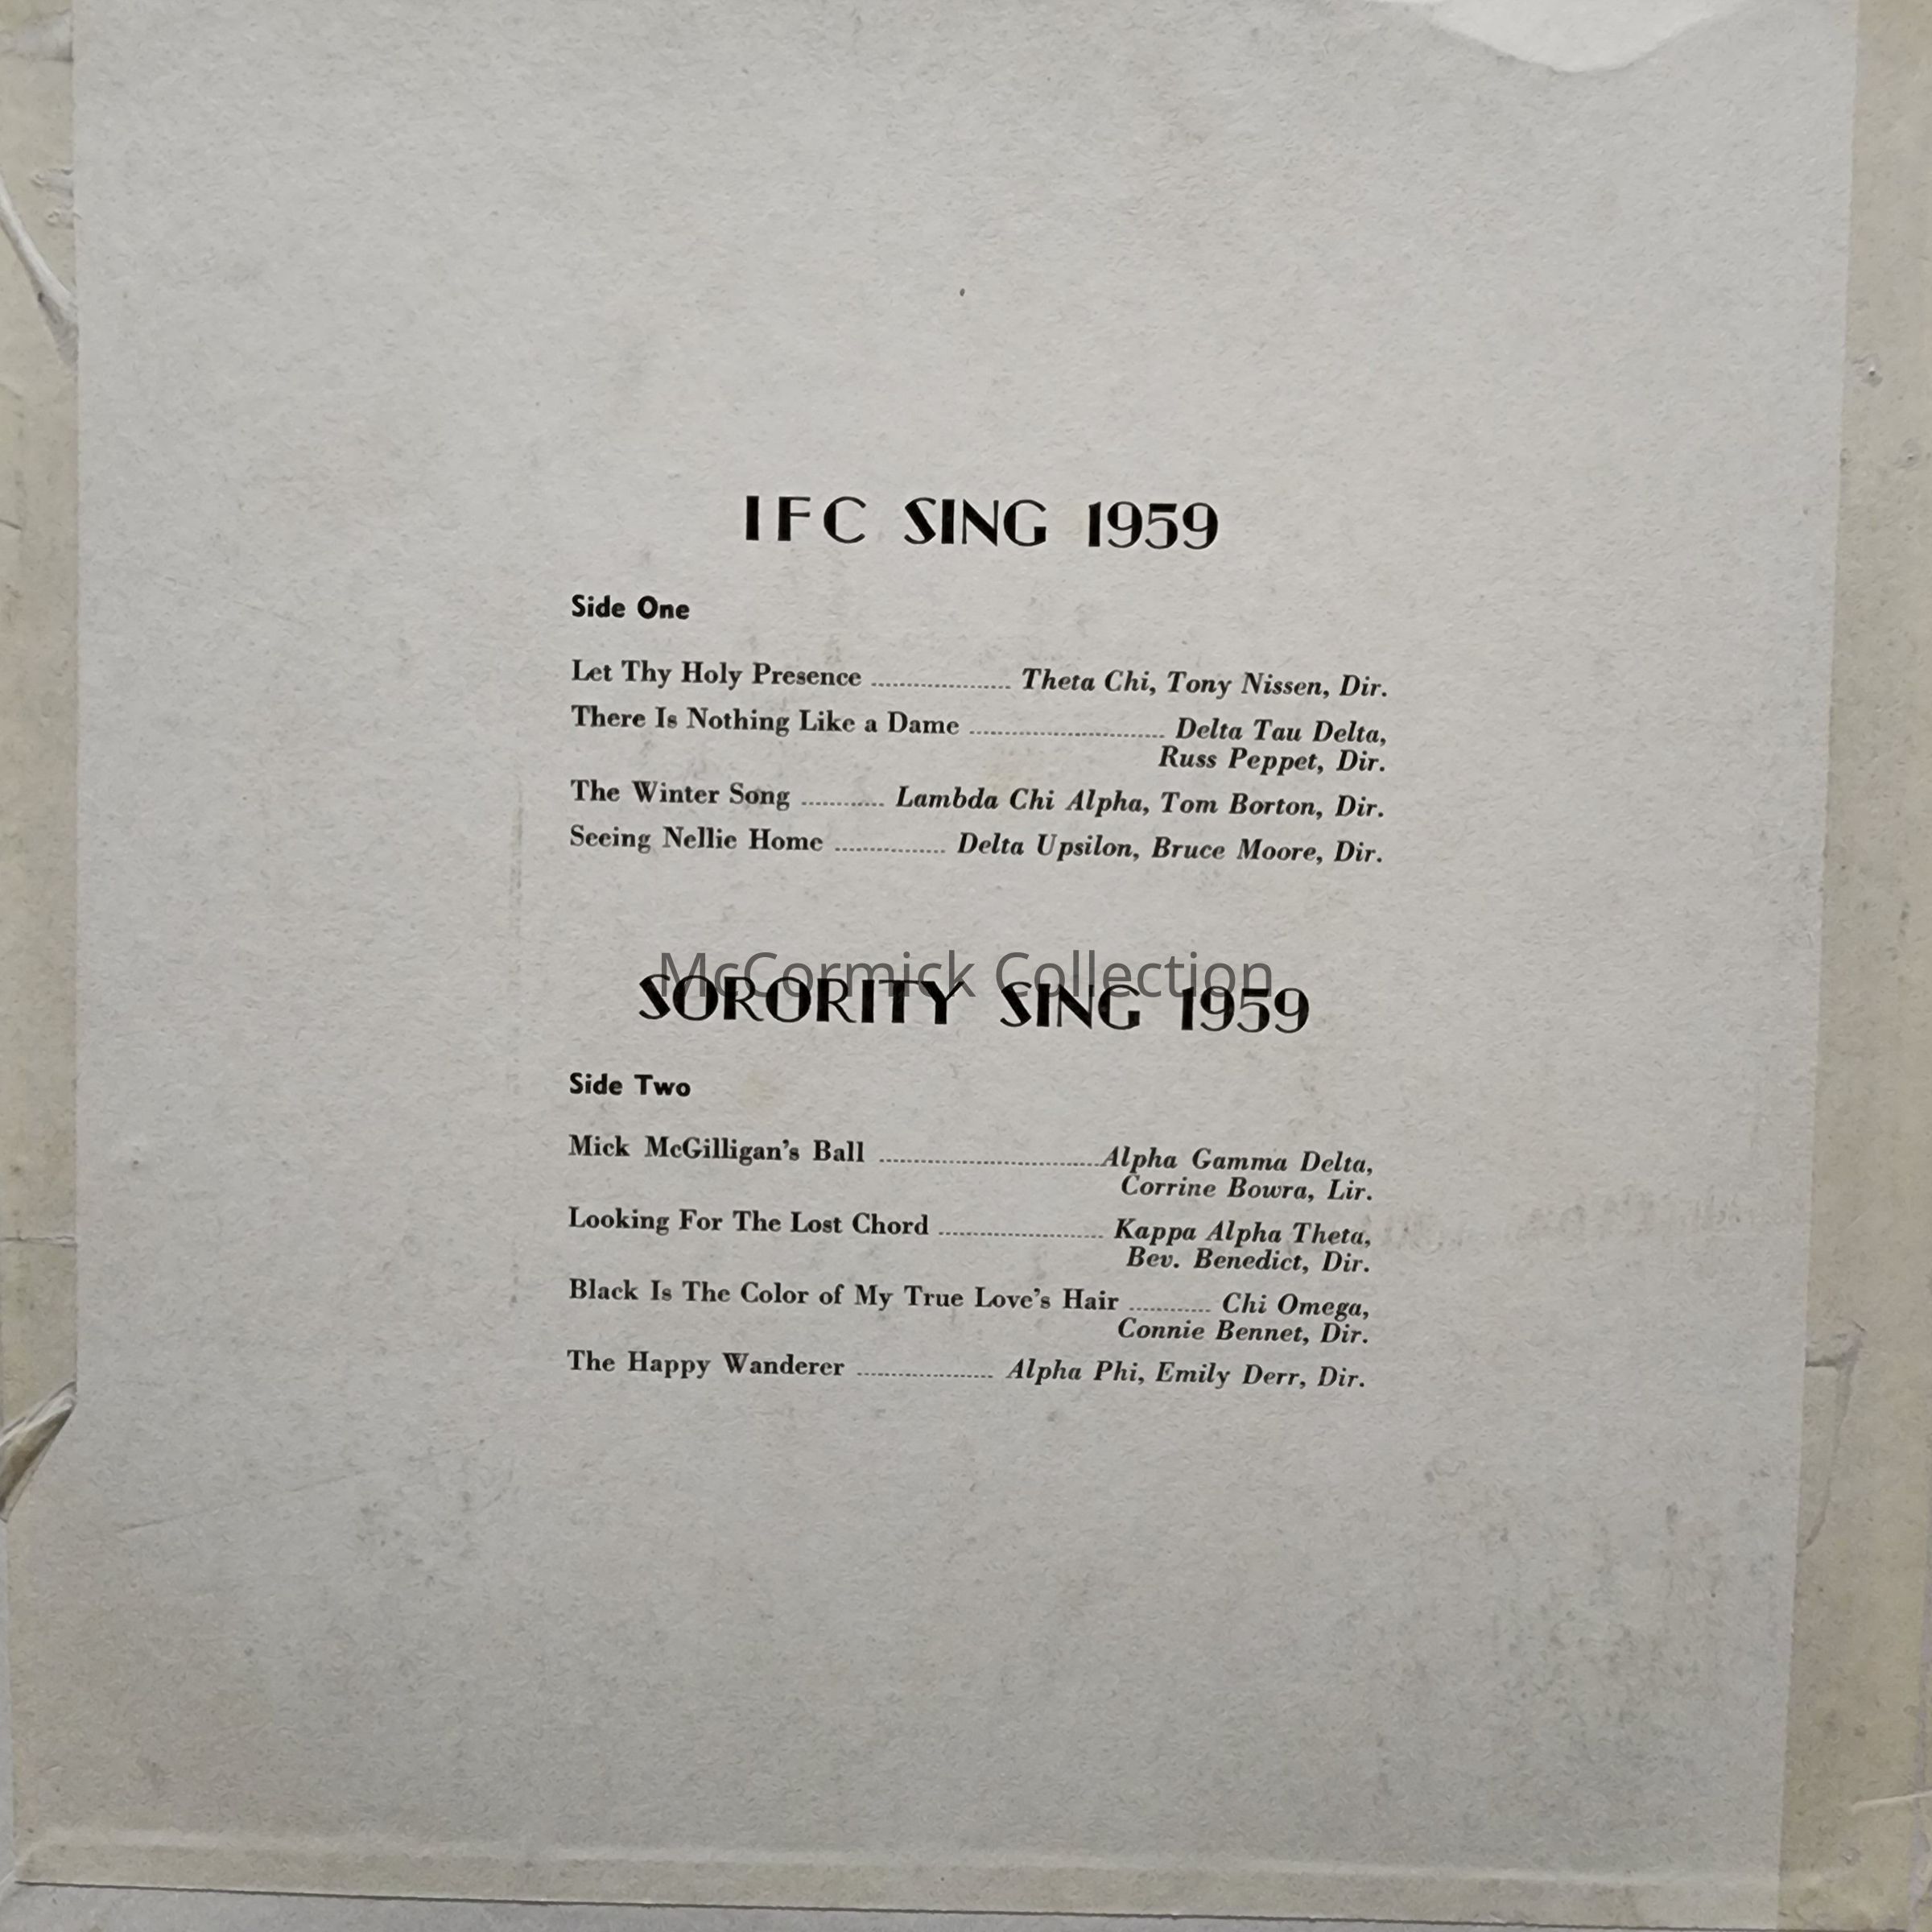 IFC SING 1959
Side One
Let Thy Holy Presence .................. Theta Chi, Tony Nissen, Dir.
There Is Nothing Like a Dame ......................... Delta Tau Delta,
Russ Peppet, Dir.
The Winter Song ........... Lambda Chi Alpha, Tom Borton, Dir.
Seeing Nellie Home .............. Delta Upsilon, Bruce Moore, Dir.
McCormick Collection
SORORITY SING 1959
Side Two
Mick McGilligan's Ball ............................Alpha Gamma Delta,
Corrine Bowra, Lir.
Looking For The Lost Chord ..................... Kappa Alpha Theta,
Bev. Benedict, Dir.
Black Is The Color of My True Love's Hair ........... Chi Omega,
Connie Bennet, Dir.
The Happy Wanderer ................. Alpha Phi, Emily Derr, Dir.